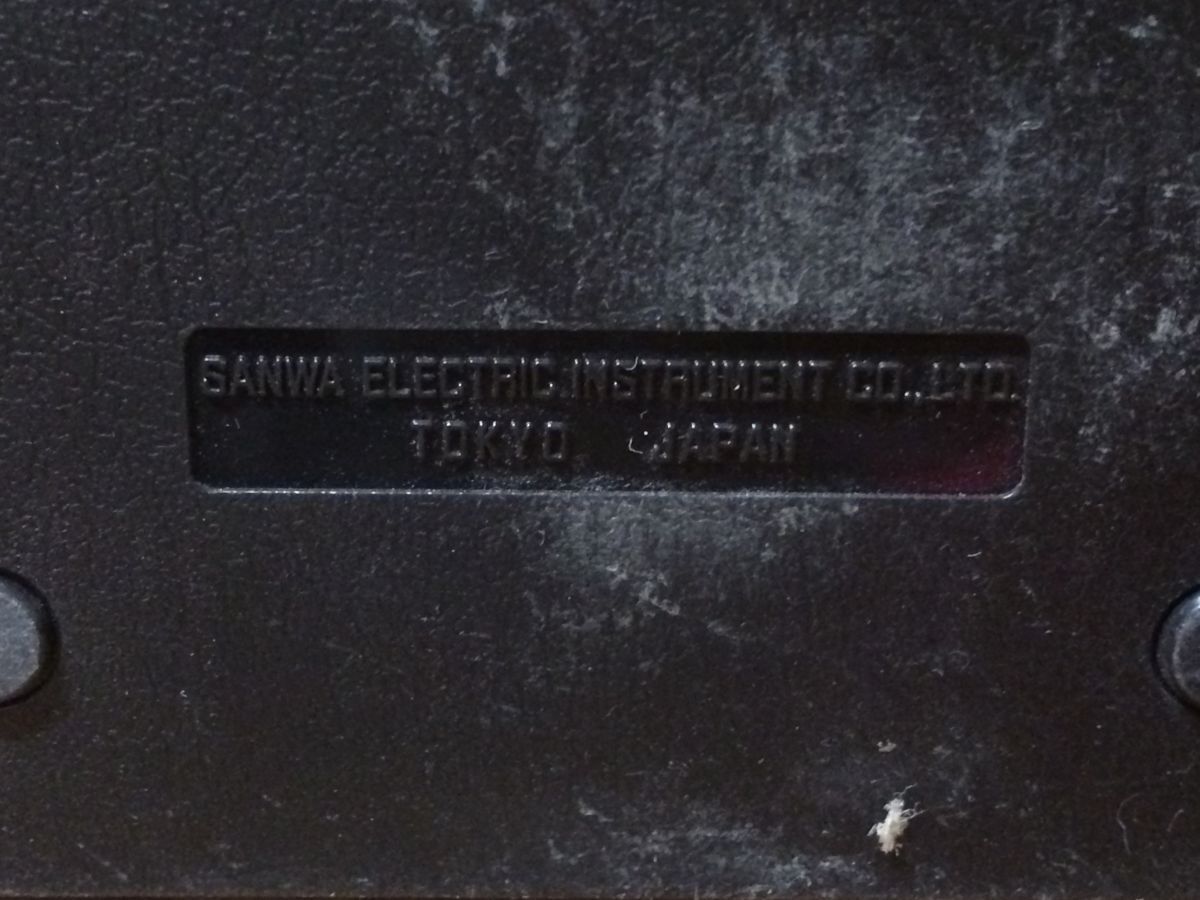 SANWA ELECTRIC INSTRUMENT CO.,LTD.
TOKYO JAPAN